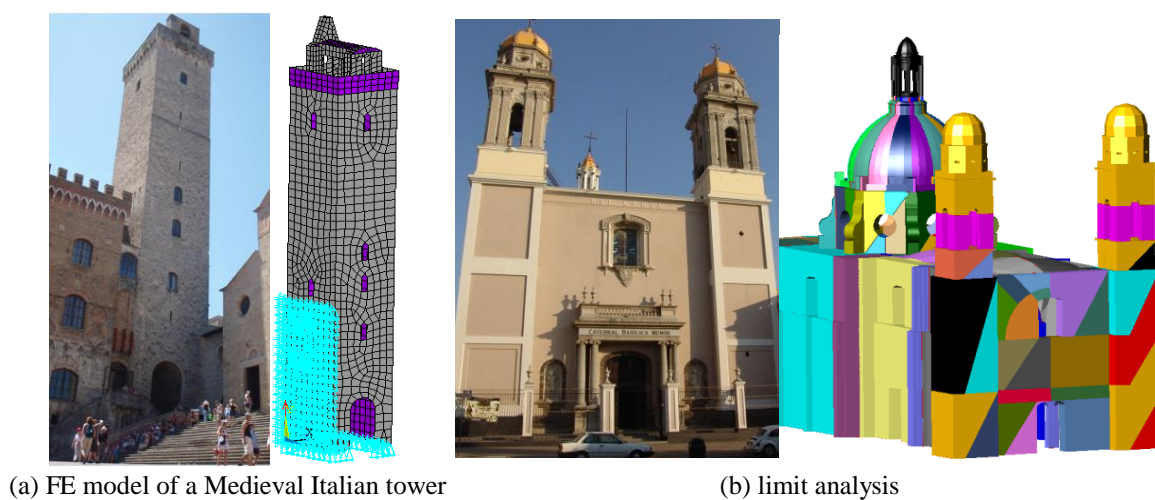 CATEDRAL BASILICA MENOR
(a) FE model of a Medieval Italian tower
(b) limit analysis